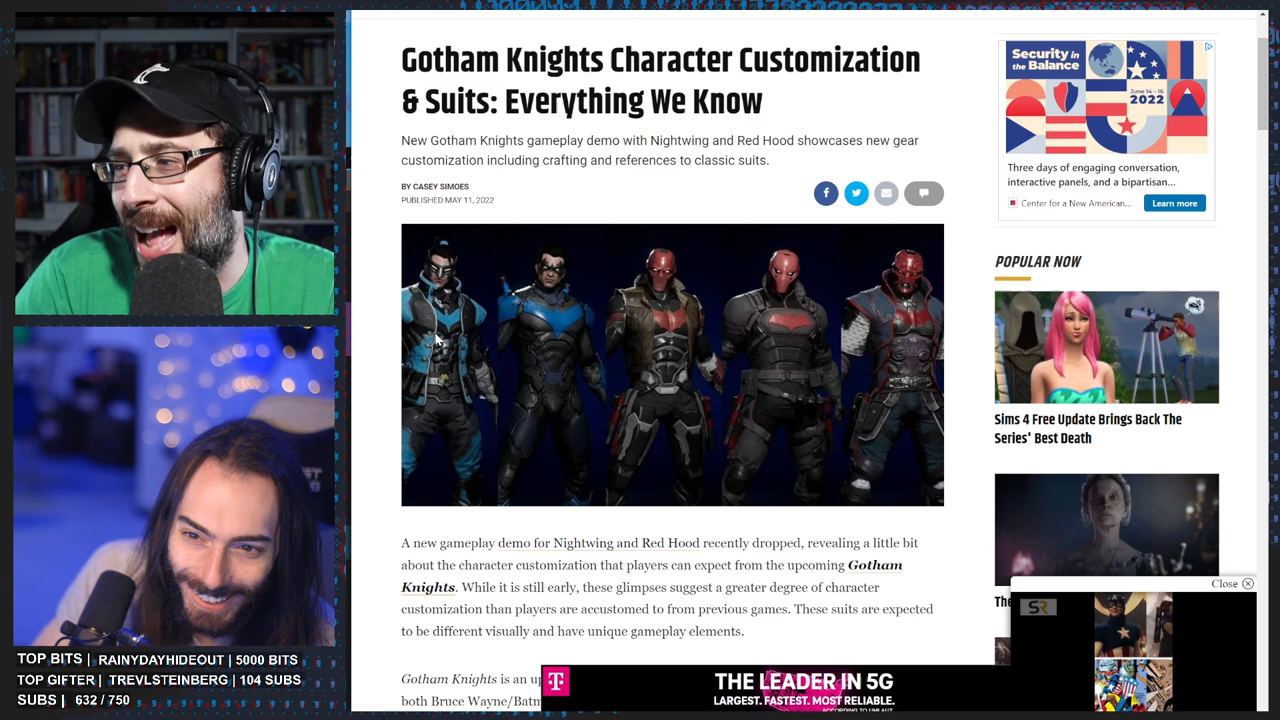 Gotham Knights Character Customization
& Suits: Everything We Know
New Gotham Knights gameplay demo with Nightwing and Red Hood showcases new gear
customization including crafting and references to classic suits.
BY CASEY SIMOES
PUBLISHED MAY 11, 2022
A new gameplay demo for Nightwing and Red Hood recently dropped, revealing a little bit
about the character customization that players can expect from the upcoming Gotham
Knights. While it is still early, these glimpses suggest a greater degree of character
customization than players are accustomed to from previous games. These suits are expected
to be different visually and have unique gameplay elements.
Gotham Knights is an
both Bruce Wayne/Batm
Security in
the Balance
June 14 - 16
2022
Three days of engaging conversation,
interactive panels, and a bipartisan...
Center for a New American...
Learn more
POPULAR NOW
Sims 4 Free Update Brings Back The
Series' Best Death
Close
SR
T
THE LEADER IN 5G
LARGEST. FASTEST. MOST RELIABLE.
TOP BITS | RAINYDAYHIDEOUT | 5000 BITS
TOP GIFTER | TREVLSTEINBERG | 104 SUBS
SUBS | 632 / 750